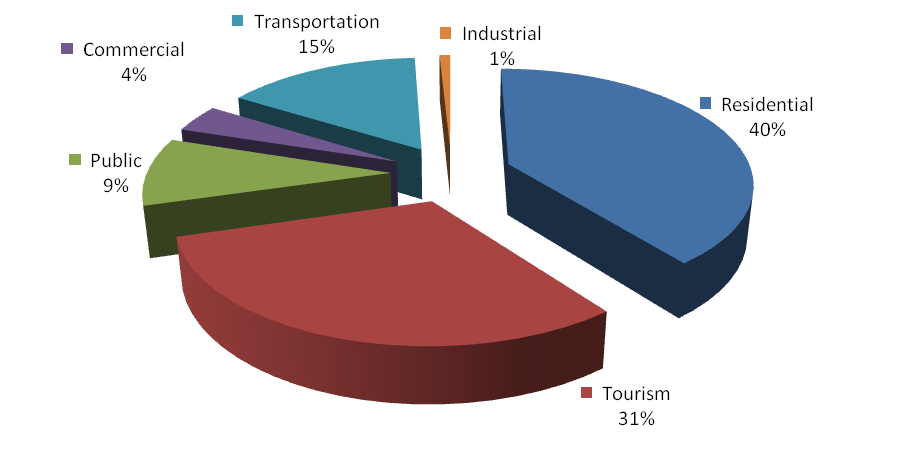 Transportation
15%
Industrial
1%
Commercial
4%
Residential
40%
Public
9%
Tourism
31%